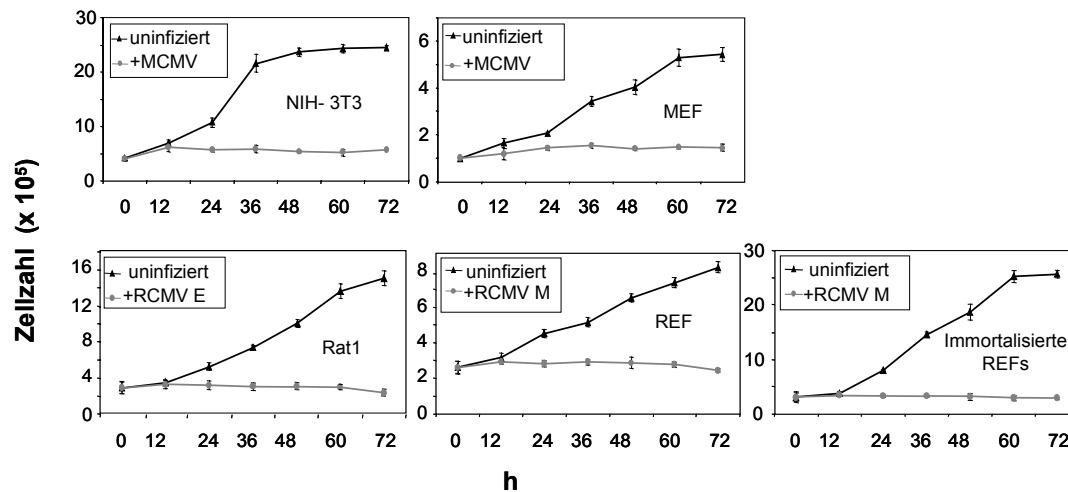 Zellzahl (x 10⁵)
30
20
10
0
uninfiziert
+MCMV
NIH- 3T3
0 12 24 36 48 60 72
6
4
2
0
uninfiziert
+MCMV
MEF
0 12 24 36 48 60 72
16
12
8
4
0
uninfiziert
+RCMV E
Rat1
0 12 24 36 48 60 72
8
6
4
2
0
uninfiziert
+RCMV M
REF
0 12 24 36 48 60 72
30
20
10
0
uninfiziert
+RCMV M
Immortalisierte
REFs
0 12 24 36 48 60 72
h